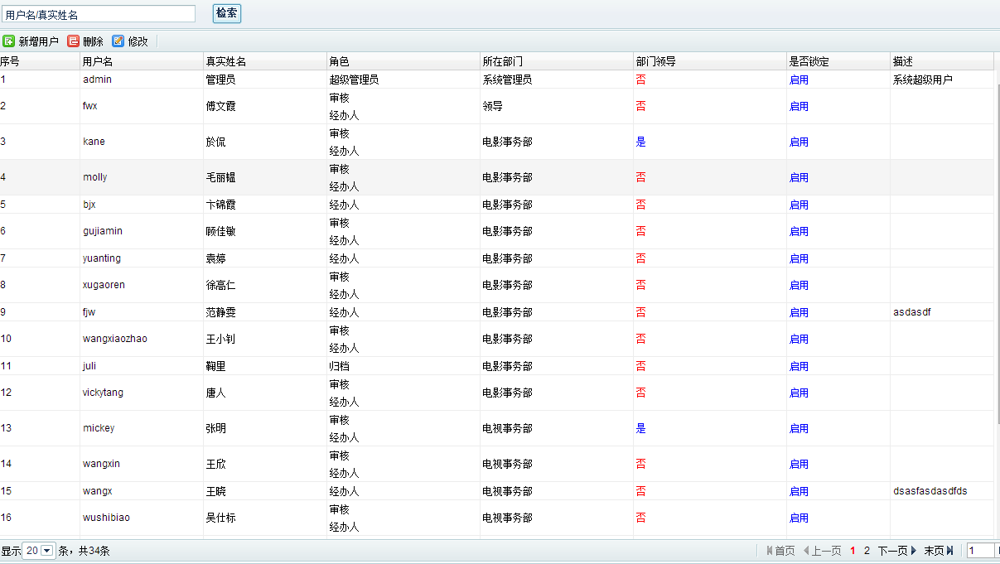 用户名/真实姓名 检索
新增用户 删除 修改
序号 用户名 真实姓名 角色 所在部门 部门领导 是否锁定 描述
1 admin 管理员 超级管理员 系统管理员 否 启用 系统超级用户
2 fwx 傅文霞 审核 经办人 领导 否 启用
3 kane 於侃 审核 经办人 电影事务部 是 启用
4 molly 毛丽韫 审核 经办人 电影事务部 否 启用
5 bjx 卞锦霞 经办人 电影事务部 否 启用
6 gujiamin 顾佳敏 审核 经办人 电影事务部 否 启用
7 yuanting 袁婷 经办人 电影事务部 否 启用
8 xugaoren 徐高仁 审核 经办人 电影事务部 否 启用
9 fjw 范静雯 经办人 电影事务部 否 启用 asdasdf
10 wangxiaozhao 王小钊 审核 经办人 电影事务部 否 启用
11 juli 鞠里 归档 电影事务部 否 启用
12 vickytang 唐人 审核 经办人 电影事务部 否 启用
13 mickey 张明 审核 经办人 电视事务部 是 启用
14 wangxin 王欣 审核 经办人 电视事务部 否 启用
15 wangx 王晓 经办人 电视事务部 否 启用 dsasfasdasdfds
16 wushibiao 吴仕标 审核 经办人 电视事务部 否 启用
显示 20 条，共34条 首页 上一页 1 2 下一页 末页 1